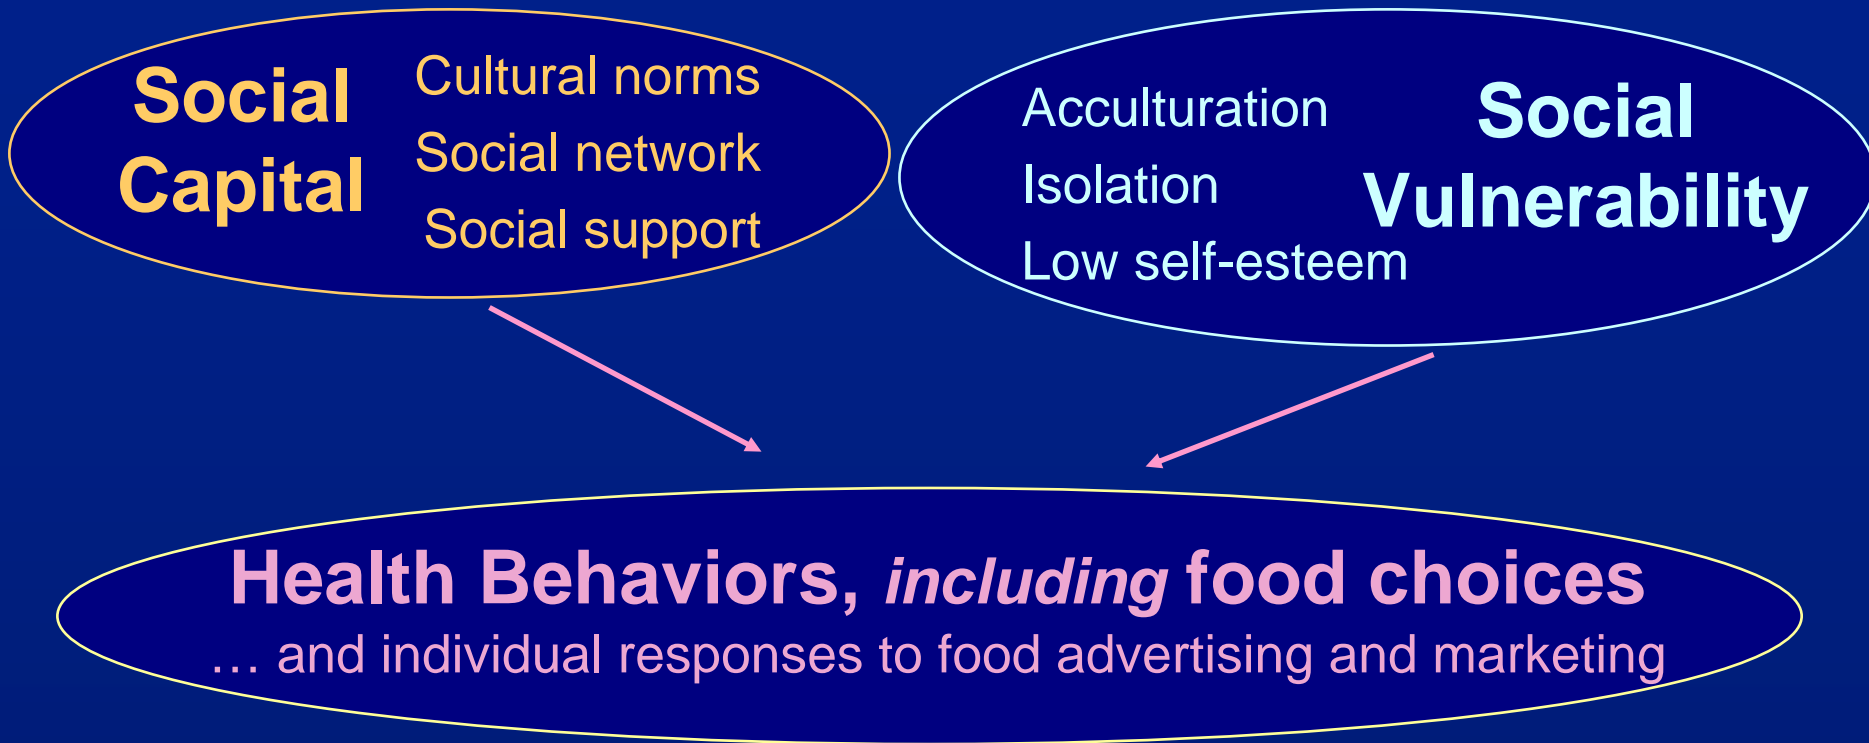 Social
Capital
Cultural norms
Social network
Social support
Acculturation
Isolation
Low self-esteem
Social
Vulnerability
Health Behaviors, including food choices
… and individual responses to food advertising and marketing